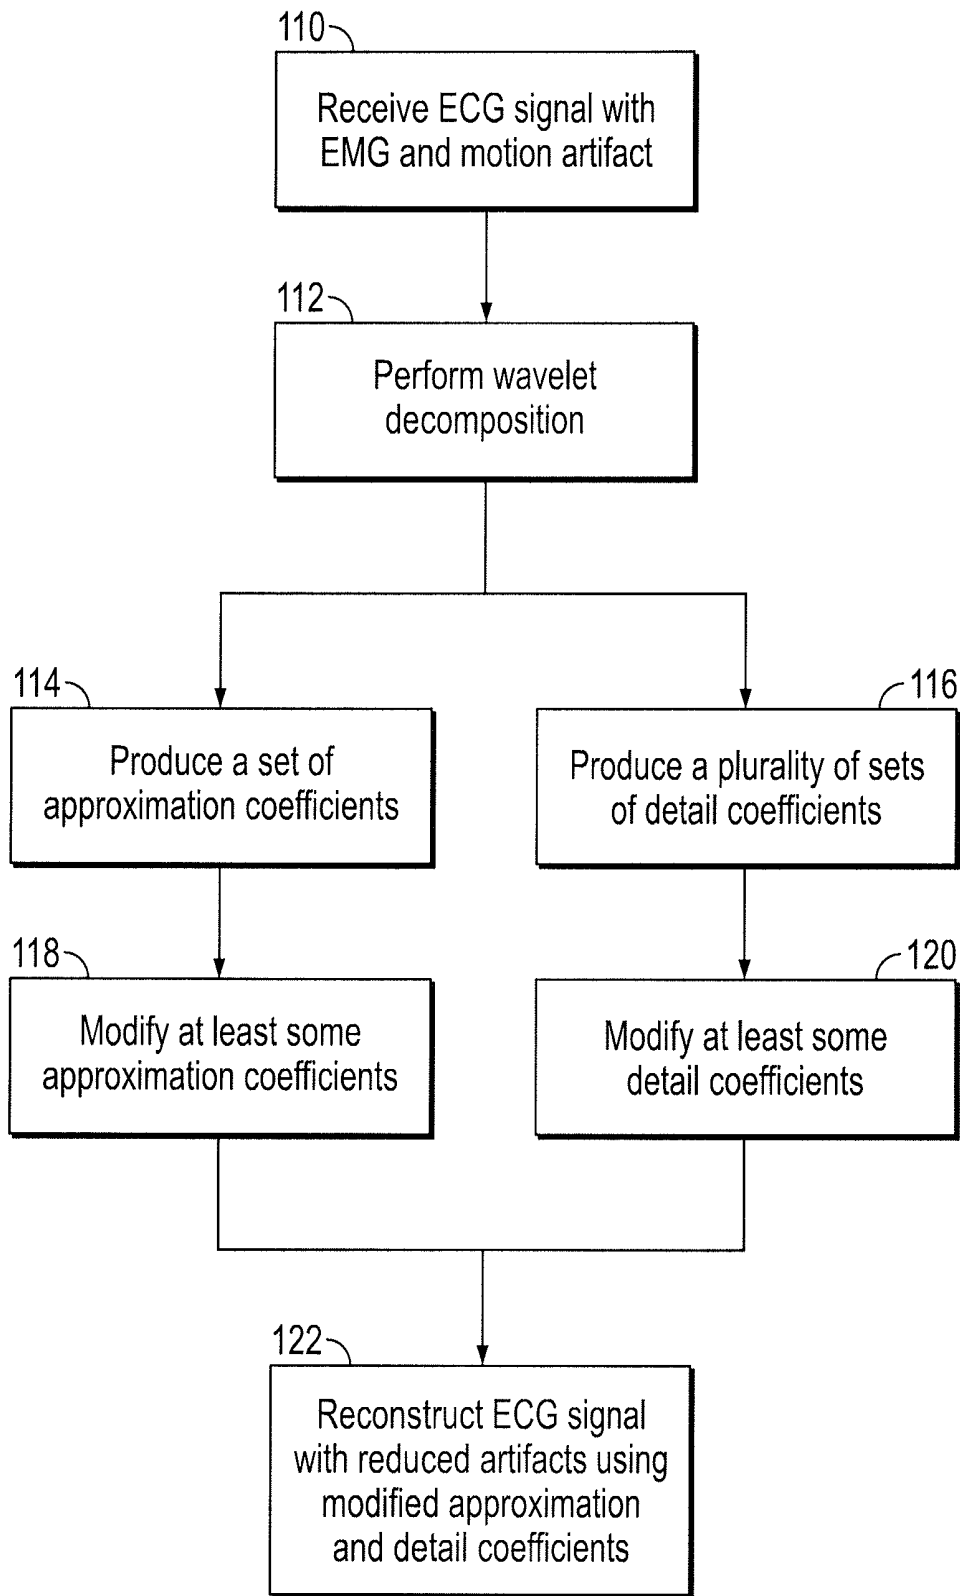 110
Receive ECG signal with
EMG and motion artifact
112
Perform wavelet
decomposition
114
Produce a set of
approximation coefficients
116
Produce a plurality of sets
of detail coefficients
118
Modify at least some
approximation coefficients
120
Modify at least some
detail coefficients
122
Reconstruct ECG signal
with reduced artifacts using
modified approximation
and detail coefficients